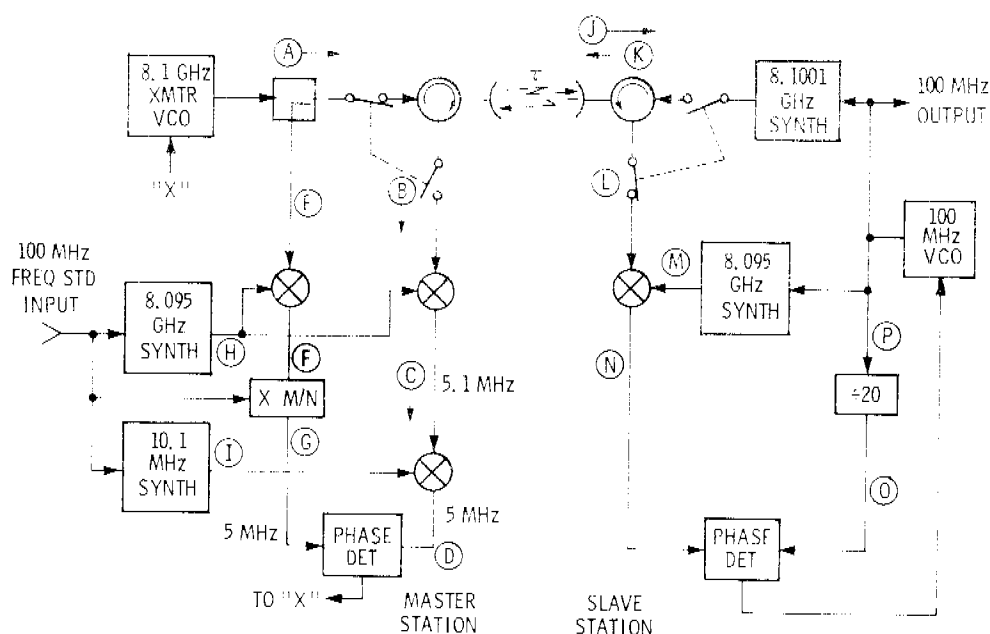 8.1 GHz
XMTR
VCO
"X"
A
J
K
τ
8.1001
GHz
SYNTH
100 MHz
OUTPUT
B
L
E
100 MHz
FREQ STD
INPUT
8.095
GHz
SYNTH
H
F
X M/N
G
C
5.1 MHz
M
8.095
GHz
SYNTH
100
MHz
VCO
N
P
÷20
10.1
MHz
SYNTH
I
O
5 MHz
PHASE
DET
5 MHz
D
PHASE
DET
TO "X"
MASTER
STATION
SLAVE
STATION